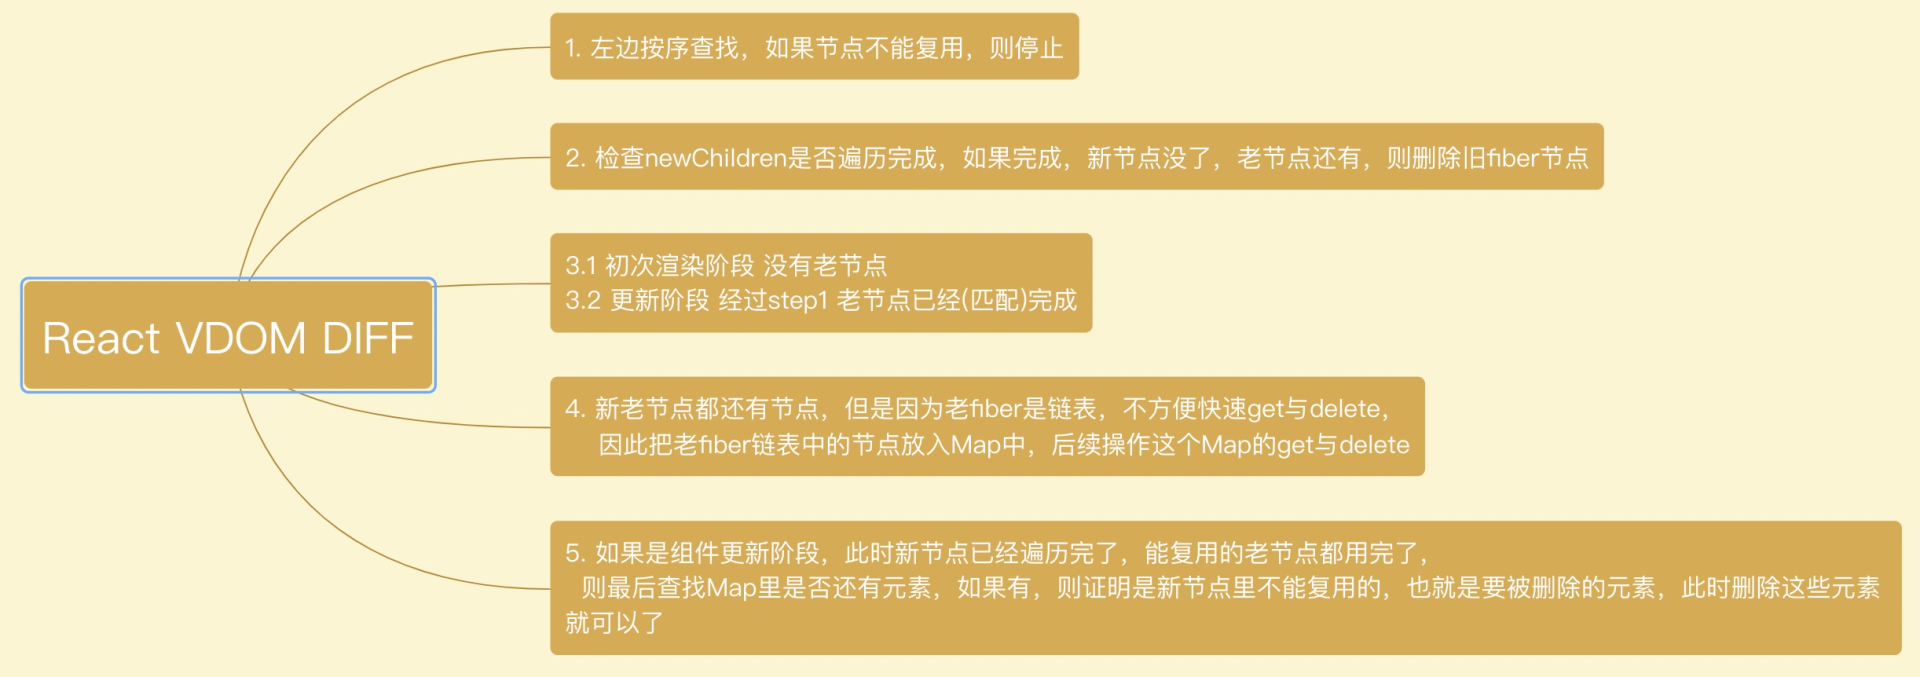 React VDOM DIFF
1. 左边按序查找，如果节点不能复用，则停止
2. 检查newChildren是否遍历完成，如果完成，新节点没了，老节点还有，则删除旧fiber节点
3.1 初次渲染阶段 没有老节点
3.2 更新阶段 经过step1 老节点已经(匹配)完成
4. 新老节点都还有节点，但是因为老fiber是链表，不方便快速get与delete，
因此把老fiber链表中的节点放入Map中，后续操作这个Map的get与delete
5. 如果是组件更新阶段，此时新节点已经遍历完了，能复用的老节点都用完了，
则最后查找Map里是否还有元素，如果有，则证明是新节点里不能复用的，也就是要被删除的元素，此时删除这些元素
就可以了